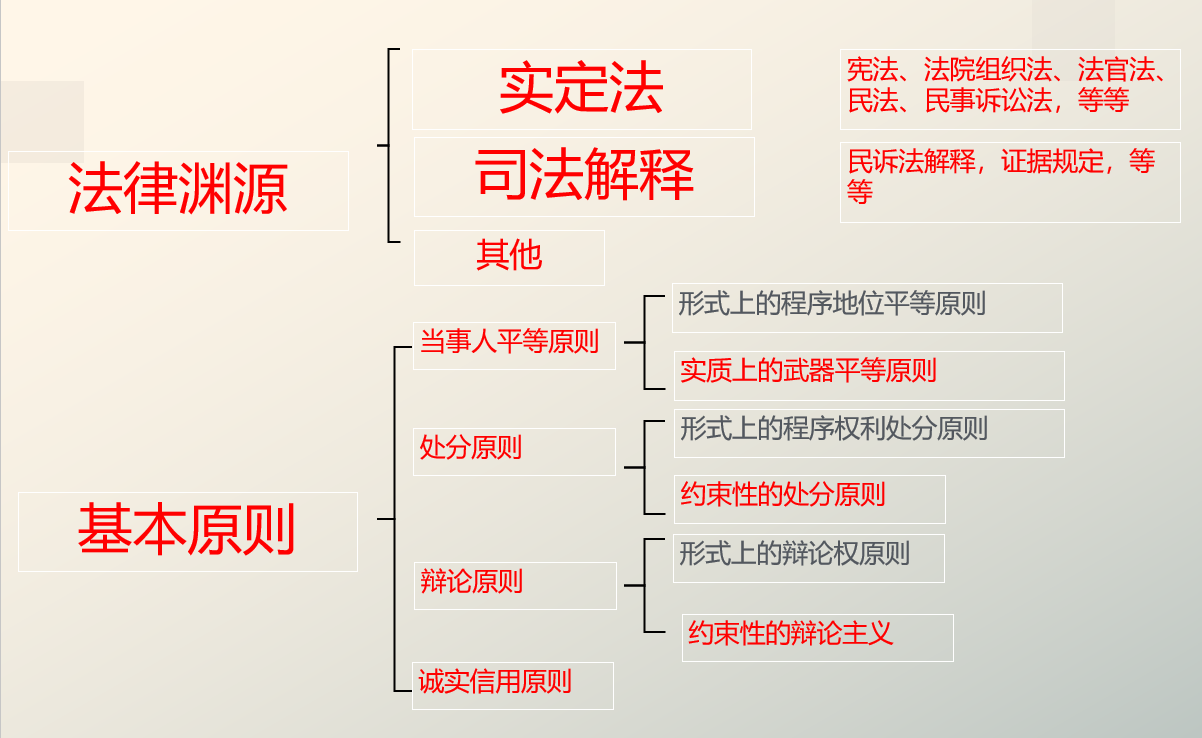 法律渊源
实定法
宪法、法院组织法、法官法、
民法、民事诉讼法，等等
司法解释
民诉法解释，证据规定，等
等
其他
基本原则
当事人平等原则
形式上的程序地位平等原则
实质上的武器平等原则
处分原则
形式上的程序权利处分原则
约束性的处分原则
辩论原则
形式上的辩论权原则
约束性的辩论主义
诚实信用原则